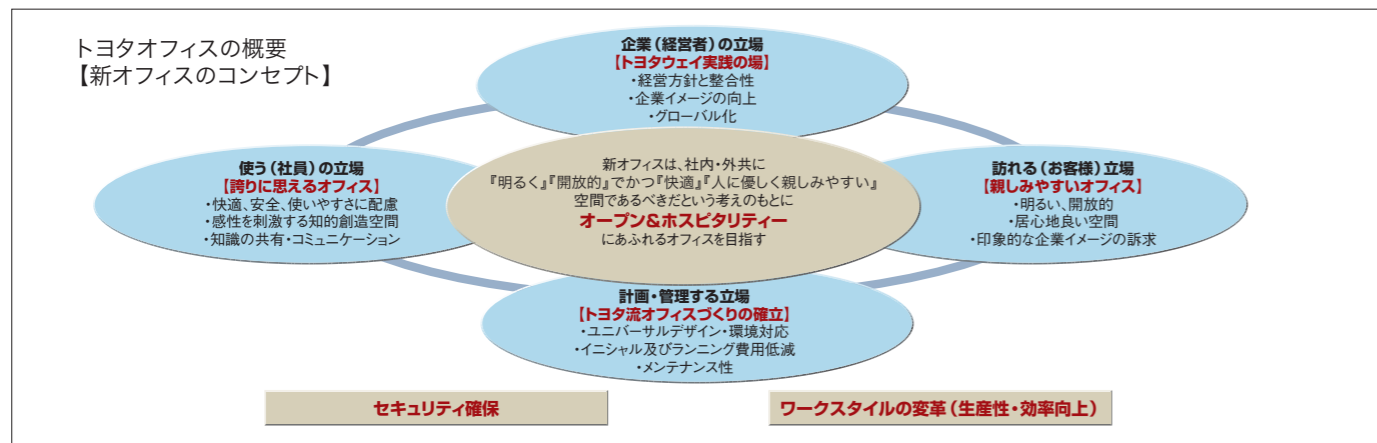 トヨタオフィスの概要
【新オフィスのコンセプト】
企業（経営者）の立場
【トヨタウェイ実践の場】
・経営方針と整合性
・企業イメージの向上
・グローバル化
使う（社員）の立場
【誇りに思えるオフィス】
・快適、安全、使いやすさに配慮
・感性を刺激する知的創造空間
・知識の共有・コミュニケーション
新オフィスは、社内・外共に
『明るく』『開放的』でかつ『快適』『人に優しく親しみやすい』
空間であるべきだという考えのもとに
オープン&ホスピタリティー
にあふれるオフィスを目指す
訪れる（お客様）立場
【親しみやすいオフィス】
・明るい、開放的
・居心地良い空間
・印象的な企業イメージの訴求
計画・管理する立場
【トヨタ流オフィスづくりの確立】
・ユニバーサルデザイン・環境対応
・イニシャル及びランニング費用低減
・メンテナンス性
セキュリティ確保
ワークスタイルの変革（生産性・効率向上）